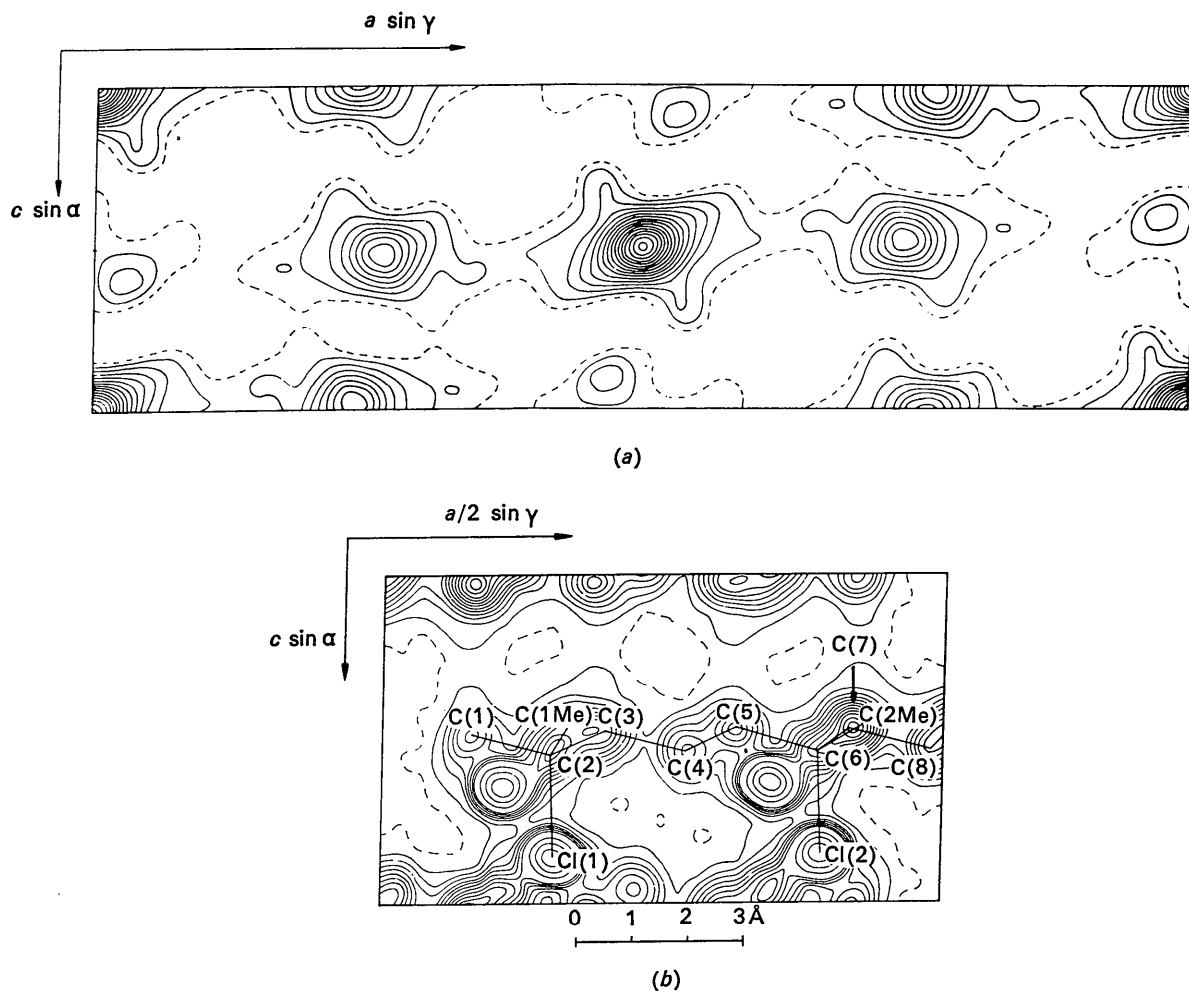 a sin γ
c sin α
(a)
a/2 sin γ
c sin α
C(7)
C(1) C(1Me) C(3) C(5) C(2Me)
C(2) C(4) C(6) C(8)
Cl(1) Cl(2)
0 1 2 3 Å
(b)